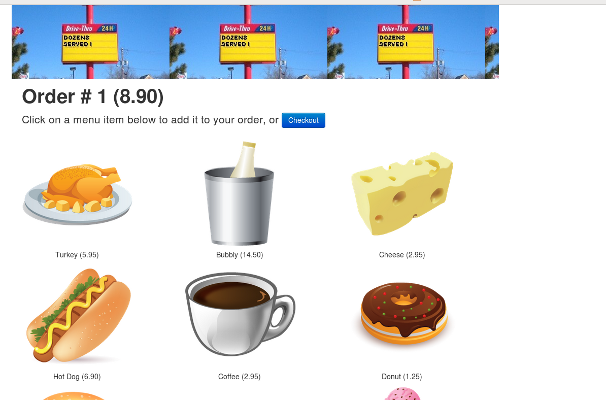 Drive-Thru 24H
DOZENS
SERVED!
Drive-Thru 24H
DOZENS
SERVED!
Drive-Thru 24H
DOZENS
SERVED!
Order # 1 (8.90)
Click on a menu item below to add it to your order, or Checkout
Turkey (5.95)
Bubbly (14.50)
Cheese (2.95)
Hot Dog (6.90)
Coffee (2.95)
Donut (1.25)